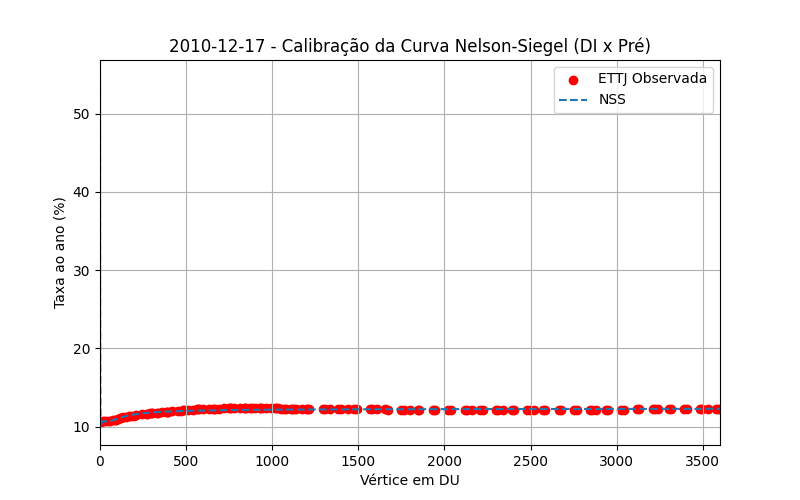 2010-12-17 - Calibração da Curva Nelson-Siegel (DI x Pré)
ETTJ Observada
NSS
Taxa ao ano (%)
50
40
30
20
10
0 500 1000 1500 2000 2500 3000 3500
Vértice em DU